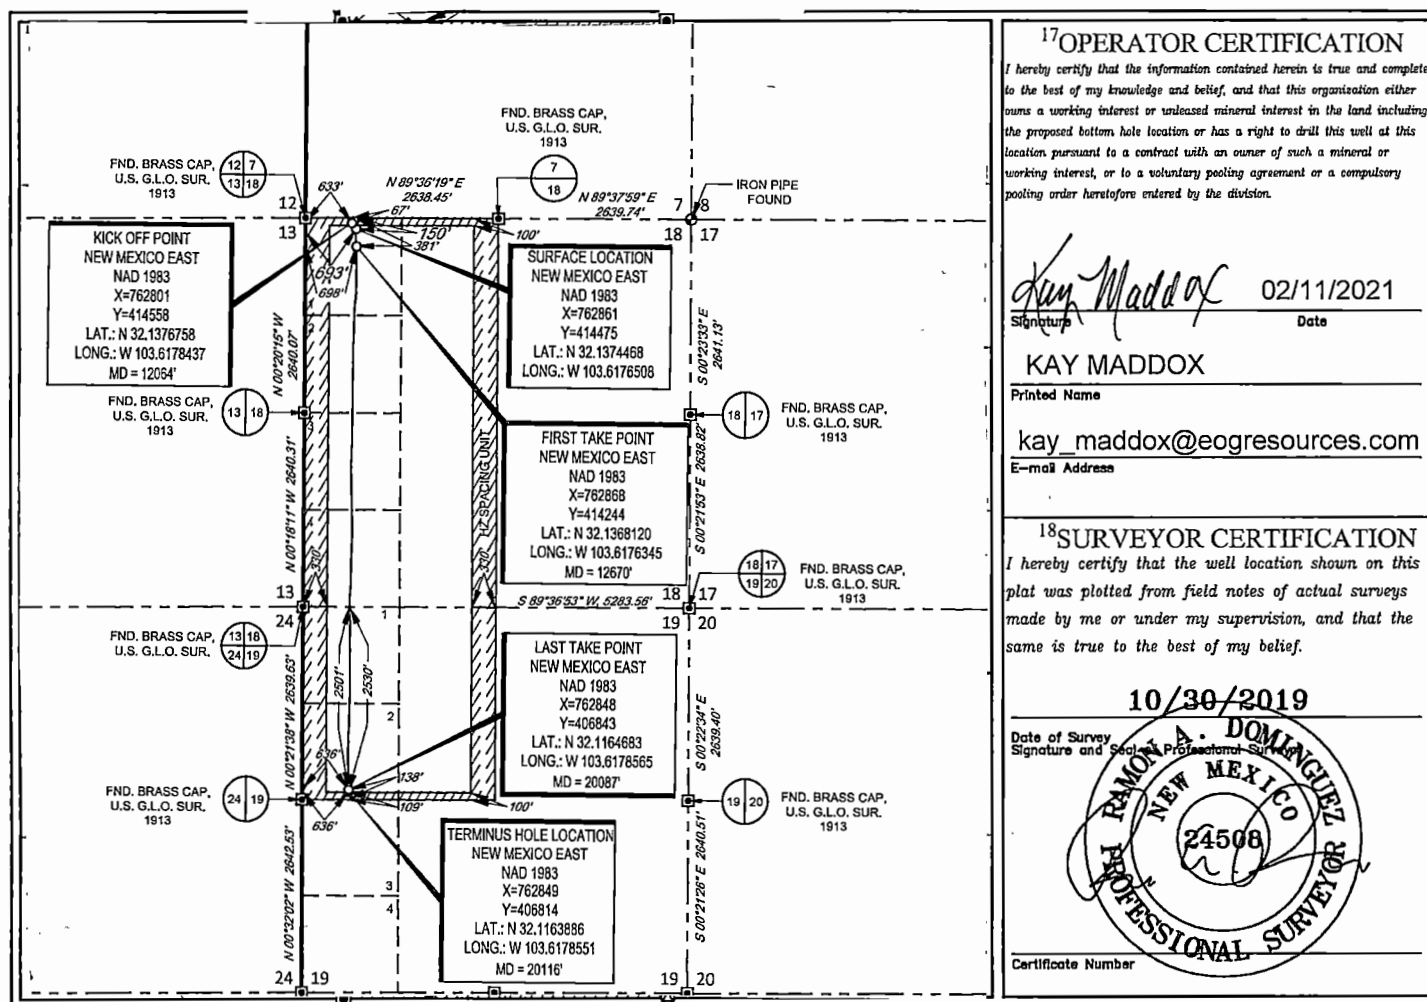 1
FND. BRASS CAP,
U.S. G.L.O. SUR.
1913
FND. BRASS CAP,
U.S. G.L.O. SUR.
1913
12 7
13 18
7
18
633'
N 89°36'19" E
2638.45'
N 89°37'59" E
2639.74'
IRON PIPE
FOUND
12
13
67'
150'
381'
100'
7 8
18 17
693'
698'
KICK OFF POINT
NEW MEXICO EAST
NAD 1983
X=762801
Y=414558
LAT.: N 32.1376758
LONG.: W 103.6178437
MD = 12064'
SURFACE LOCATION
NEW MEXICO EAST
NAD 1983
X=762861
Y=414475
LAT.: N 32.1374468
LONG.: W 103.6176508
N 00°20'15" W
2640.07'
S 00°23'33" E
2641.13'
FND. BRASS CAP,
U.S. G.L.O. SUR.
1913
13 18
18 17
FND. BRASS CAP,
U.S. G.L.O. SUR.
1913
FIRST TAKE POINT
NEW MEXICO EAST
NAD 1983
X=762868
Y=414244
LAT.: N 32.1368120
LONG.: W 103.6176345
MD = 12670'
N 00°18'11" W 2640.31'
HZ SPACING UNIT
S 00°21'53" E 2638.82'
330'
330'
18 17
19 20
FND. BRASS CAP,
U.S. G.L.O. SUR.
1913
S 89°36'53" W, 5283.56'
13
24
18 17
19 20
FND. BRASS CAP,
U.S. G.L.O. SUR.
1913
13 18
24 19
1
LAST TAKE POINT
NEW MEXICO EAST
NAD 1983
X=762848
Y=406843
LAT.: N 32.1164683
LONG.: W 103.6178565
MD = 20087'
N 00°21'38" W 2639.63'
2501'
2530'
2
S 00°22'34" E
2639.40'
636'
138'
109'
100'
636'
FND. BRASS CAP,
U.S. G.L.O. SUR.
1913
24 19
19 20
FND. BRASS CAP,
U.S. G.L.O. SUR.
1913
TERMINUS HOLE LOCATION
NEW MEXICO EAST
NAD 1983
X=762849
Y=406814
LAT.: N 32.1163886
LONG.: W 103.6178551
MD = 20116'
N 00°32'02" W 2642.53'
3
4
S 00°21'26" E 2640.51'
24 19
19 20
17OPERATOR CERTIFICATION
I hereby certify that the information contained herein is true and complete
to the best of my knowledge and belief, and that this organization either
owns a working interest or unleased mineral interest in the land including
the proposed bottom hole location or has a right to drill this well at this
location pursuant to a contract with an owner of such a mineral or
working interest, or to a voluntary pooling agreement or a compulsory
pooling order heretofore entered by the division.
Kay Maddox 02/11/2021
Signature Date
KAY MADDOX
Printed Name
kay_maddox@eogresources.com
E-mail Address
18SURVEYOR CERTIFICATION
I hereby certify that the well location shown on this
plat was plotted from field notes of actual surveys
made by me or under my supervision, and that the
same is true to the best of my belief.
10/30/2019
Date of Survey
Signature and Seal of Professional Surveyor
RAMON A. DOMINGUEZ
NEW MEXICO
24508
PROFESSIONAL SURVEYOR
Certificate Number